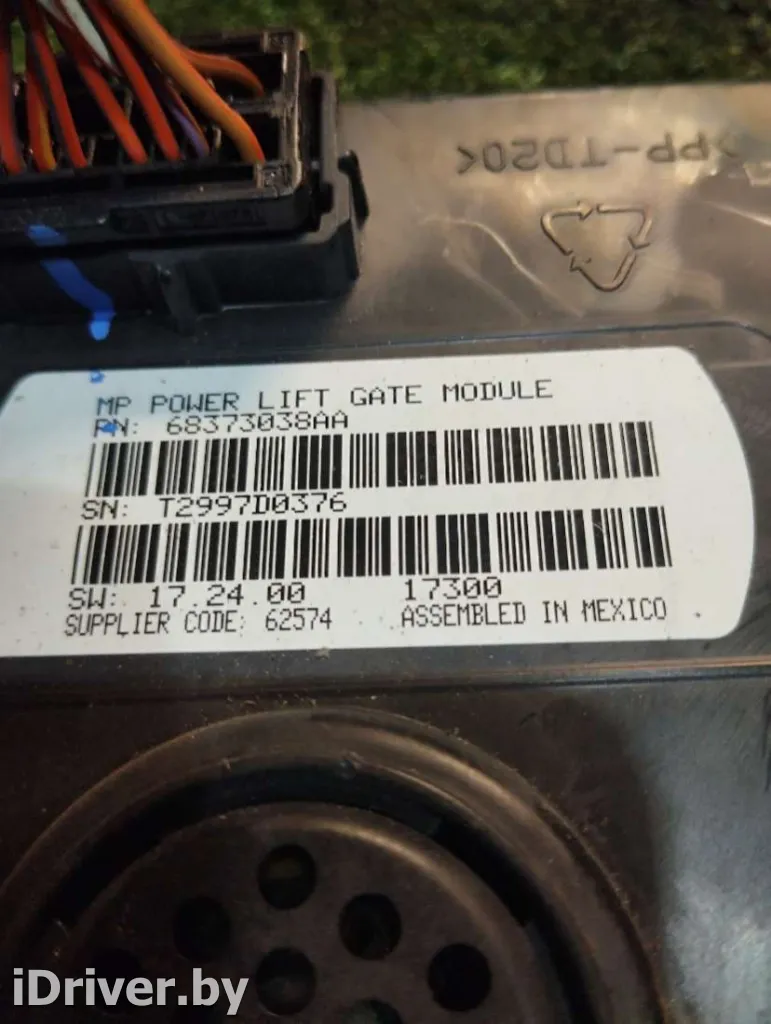 >PP-TD20<
MP POWER LIFT GATE MODULE
PN: 68373038AA
SN: T2997D0376
SW: 17.24.00 17300
SUPPLIER CODE: 62574 ASSEMBLED IN MEXICO
iDriver.by